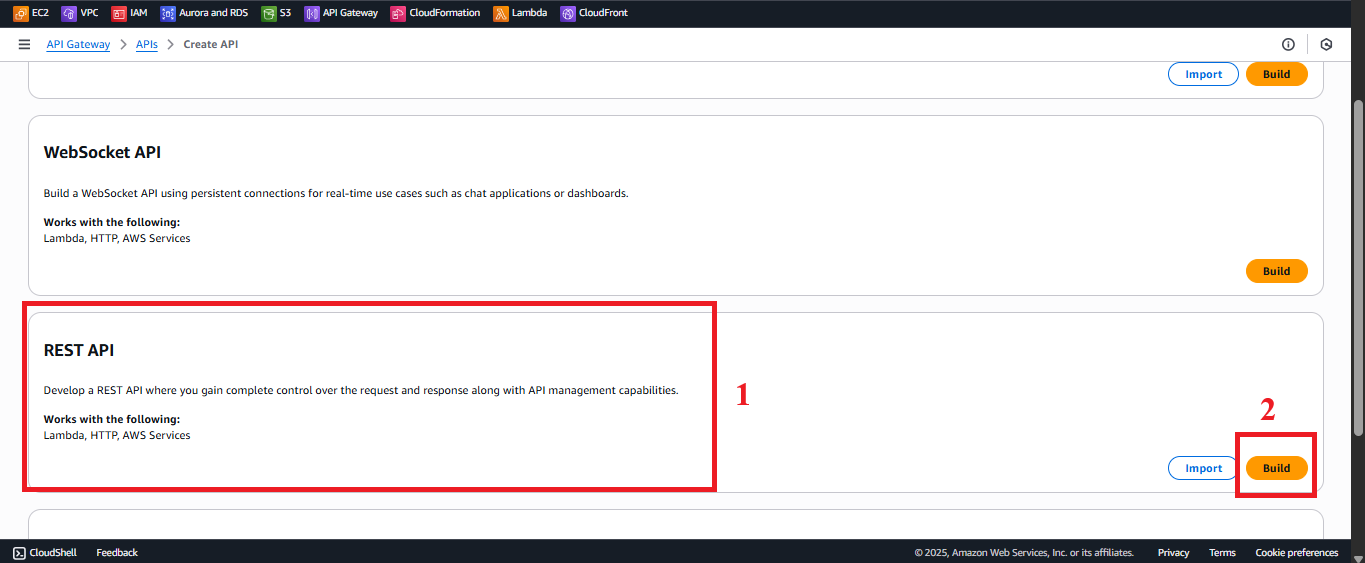 EC2 VPC IAM Aurora and RDS S3 API Gateway CloudFormation Lambda CloudFront
API Gateway > APIs > Create API
Import Build
WebSocket API
Build a WebSocket API using persistent connections for real-time use cases such as chat applications or dashboards.
Works with the following:
Lambda, HTTP, AWS Services
Build
REST API
Develop a REST API where you gain complete control over the request and response along with API management capabilities.
1
Works with the following:
Lambda, HTTP, AWS Services
2
Import Build
CloudShell Feedback © 2025, Amazon Web Services, Inc. or its affiliates. Privacy Terms Cookie preferences